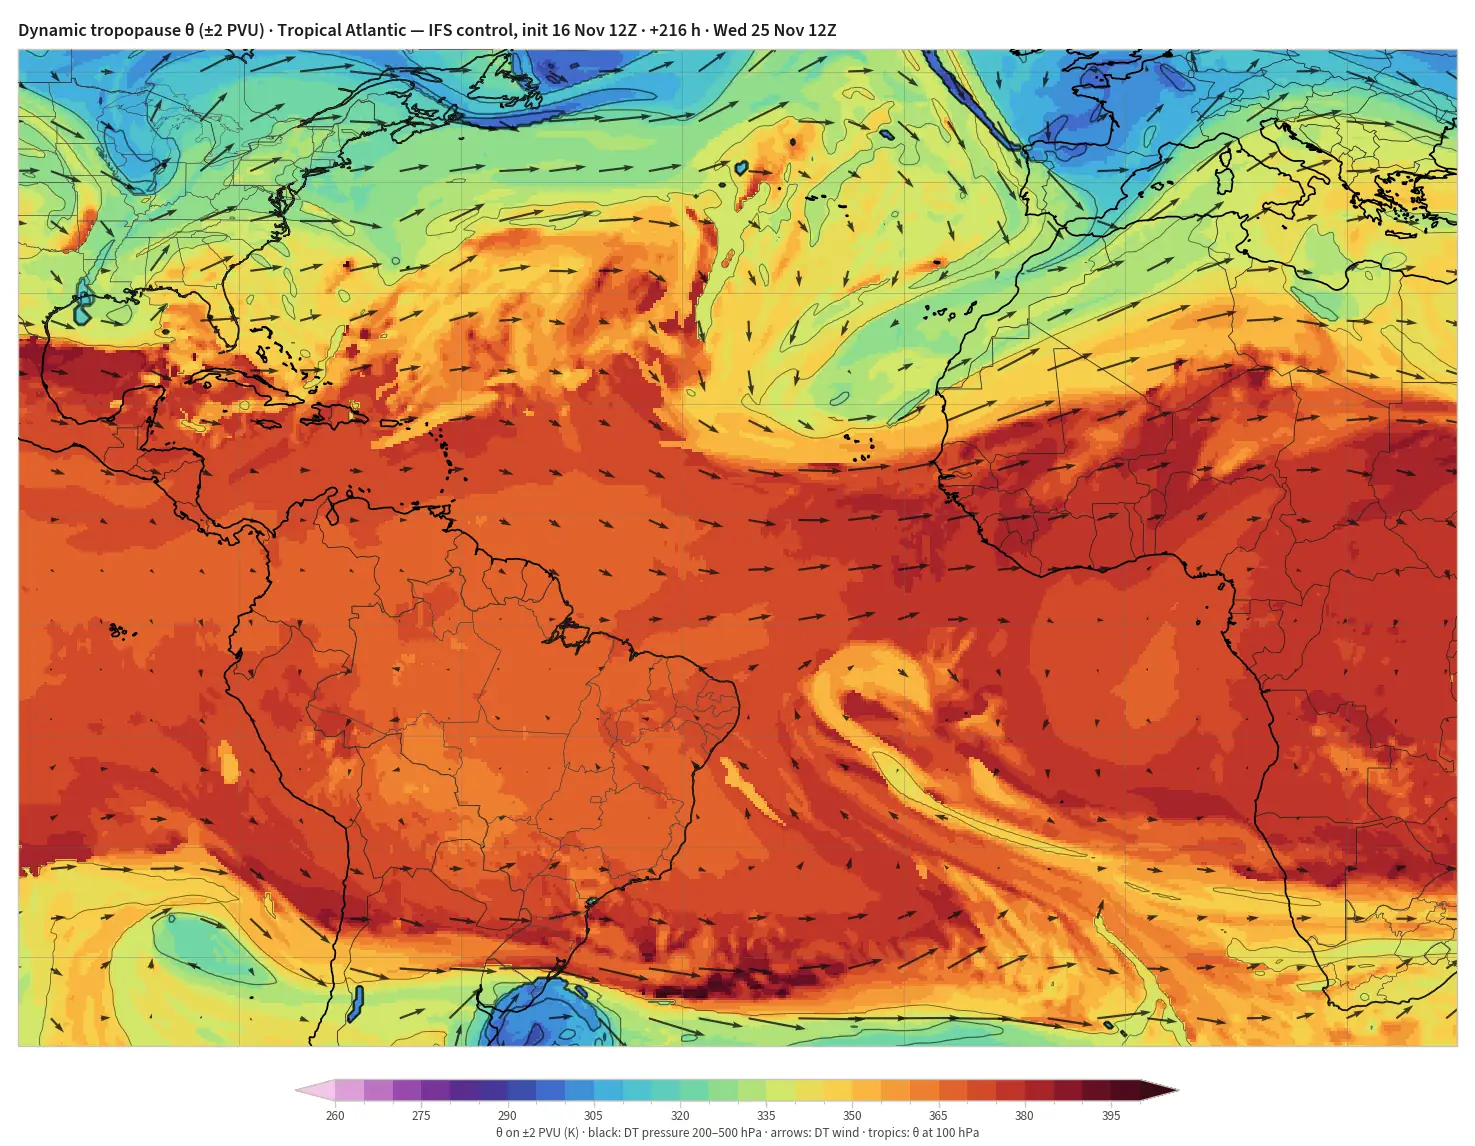 Dynamic tropopause θ (±2 PVU) · Tropical Atlantic — IFS control, init 16 Nov 12Z · +216 h · Wed 25 Nov 12Z
260 275 290 305 320 335 350 365 380 395
θ on ±2 PVU (K) · black: DT pressure 200–500 hPa · arrows: DT wind · tropics: θ at 100 hPa